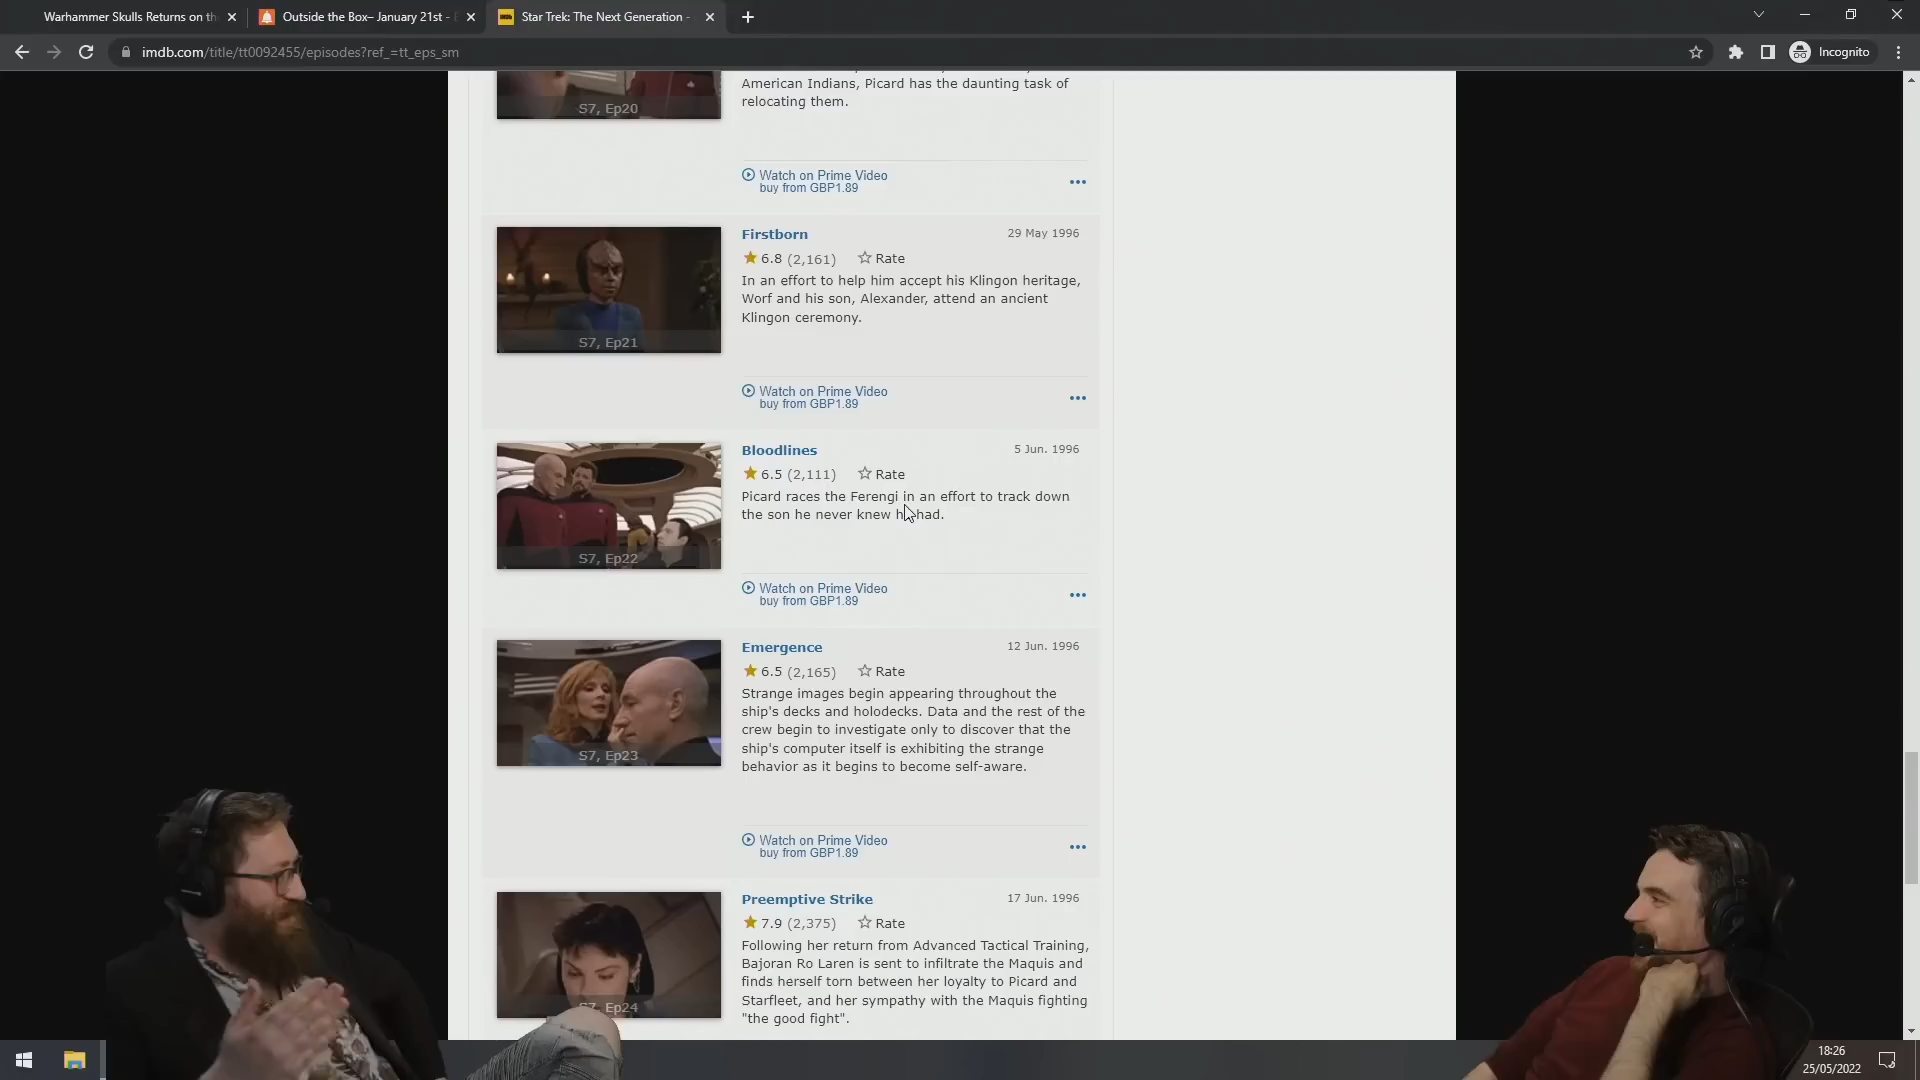 Warhammer Skulls Returns on th
Outside the Box– January 21st -
Star Trek: The Next Generation -
imdb.com/title/tt0092455/episodes?ref_=tt_eps_sm
Incognito
American Indians, Picard has the daunting task of
relocating them.
S7, Ep20
Watch on Prime Video
buy from GBP1.89
Firstborn
29 May 1996
6.8 (2,161)
Rate
In an effort to help him accept his Klingon heritage,
Worf and his son, Alexander, attend an ancient
Klingon ceremony.
S7, Ep21
Watch on Prime Video
buy from GBP1.89
Bloodlines
5 Jun. 1996
6.5 (2,111)
Rate
Picard races the Ferengi in an effort to track down
the son he never knew he had.
S7, Ep22
Watch on Prime Video
buy from GBP1.89
Emergence
12 Jun. 1996
6.5 (2,165)
Rate
Strange images begin appearing throughout the
ship's decks and holodecks. Data and the rest of the
crew begin to investigate only to discover that the
ship's computer itself is exhibiting the strange
behavior as it begins to become self-aware.
S7, Ep23
Watch on Prime Video
buy from GBP1.89
Preemptive Strike
17 Jun. 1996
7.9 (2,375)
Rate
Following her return from Advanced Tactical Training,
Bajoran Ro Laren is sent to infiltrate the Maquis and
finds herself torn between her loyalty to Picard and
Starfleet, and her sympathy with the Maquis fighting
"the good fight".
S7, Ep24
18:26
25/05/2022